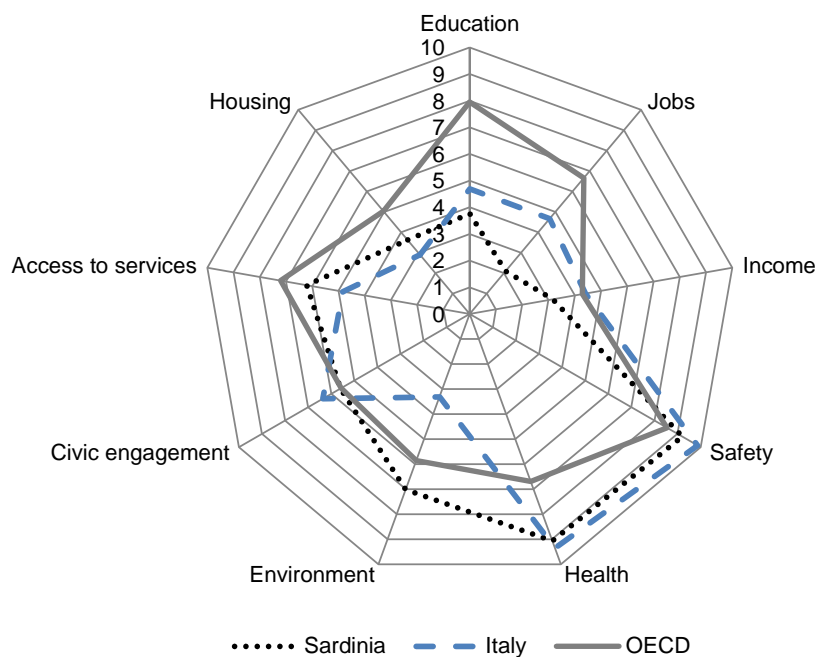 Education
10
9
8
7
6
5
4
3
2
1
0
Housing
Jobs
Access to services
Income
Civic engagement
Safety
Environment
Health
Sardinia Italy OECD